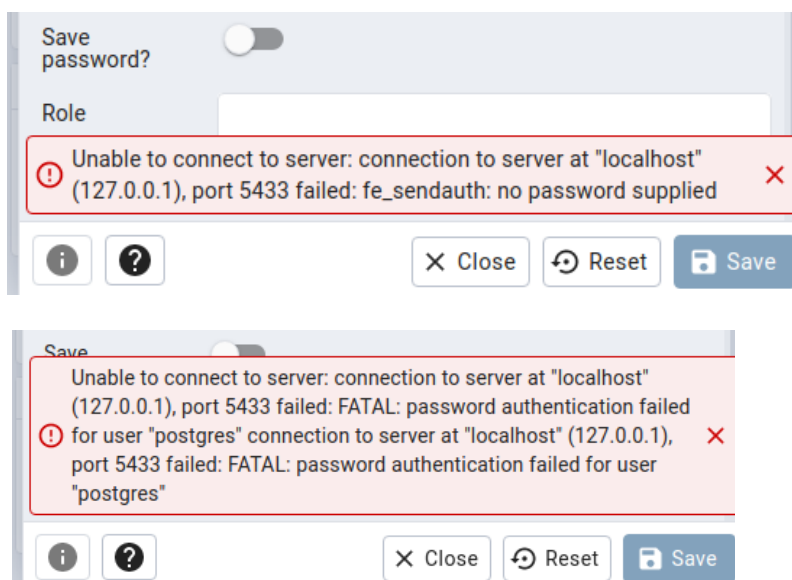 Save
password?
Role
Unable to connect to server: connection to server at "localhost"
(127.0.0.1), port 5433 failed: fe_sendauth: no password supplied
Close
Reset
Save
Save
Unable to connect to server: connection to server at "localhost"
(127.0.0.1), port 5433 failed: FATAL: password authentication failed
for user "postgres" connection to server at "localhost" (127.0.0.1),
port 5433 failed: FATAL: password authentication failed for user
"postgres"
Close
Reset
Save